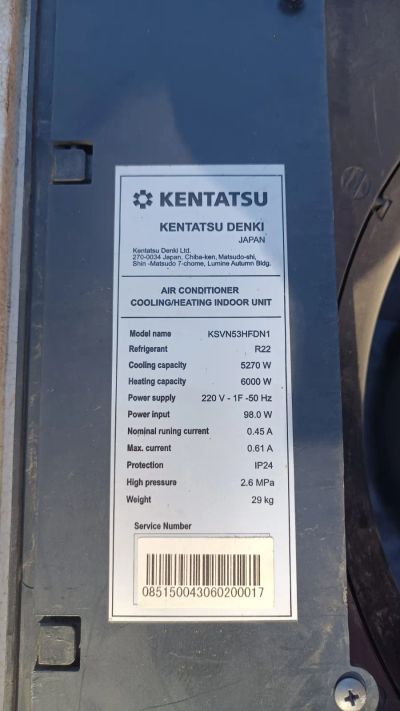 KENTATSU
KENTATSU DENKI
JAPAN
Kentatsu Denki Ltd.
270-0034 Japan, Chiba-ken, Matsudo-shi,
Shin -Matsudo 7-chome, Lumine Autumn Bldg.
AIR CONDITIONER
COOLING/HEATING INDOOR UNIT
Model name KSVN53HFDN1
Refrigerant R22
Cooling capacity 5270 W
Heating capacity 6000 W
Power supply 220 V - 1F -50 Hz
Power input 98.0 W
Nominal runing current 0.45 A
Max. current 0.61 A
Protection IP24
High pressure 2.6 MPa
Weight 29 kg
Service Number
085150043060200017